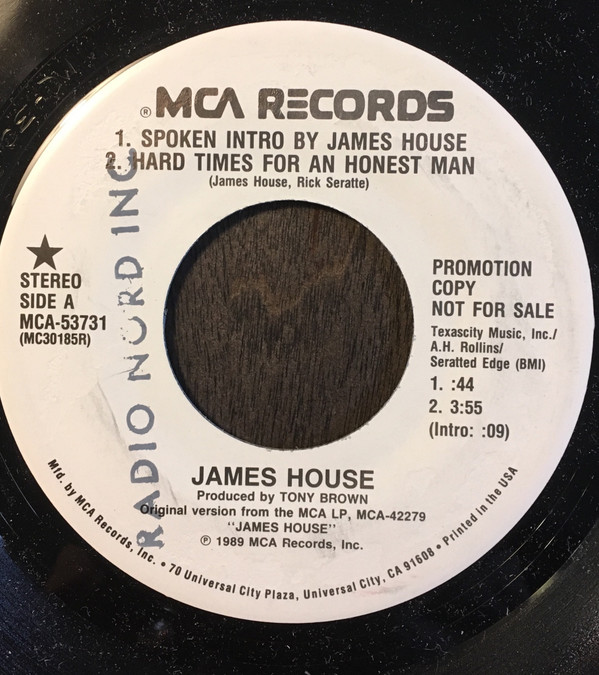 ® MCA RECORDS
1. SPOKEN INTRO BY JAMES HOUSE
2. HARD TIMES FOR AN HONEST MAN
(James House, Rick Seratte)
STEREO
SIDE A
MCA-53731
(MC30185R)
RADIO NORD INC
PROMOTION
COPY
NOT FOR SALE
Texascity Music, Inc./
A.H. Rollins/
Seratted Edge (BMI)
1. :44
2. 3:55
(Intro: :09)
JAMES HOUSE
Produced by TONY BROWN
Original version from the MCA LP, MCA-42279
"JAMES HOUSE"
℗ 1989 MCA Records, Inc.
Mfd. by MCA Records, Inc. • 70 Universal City Plaza, Universal City, CA 91608 • Printed in the USA